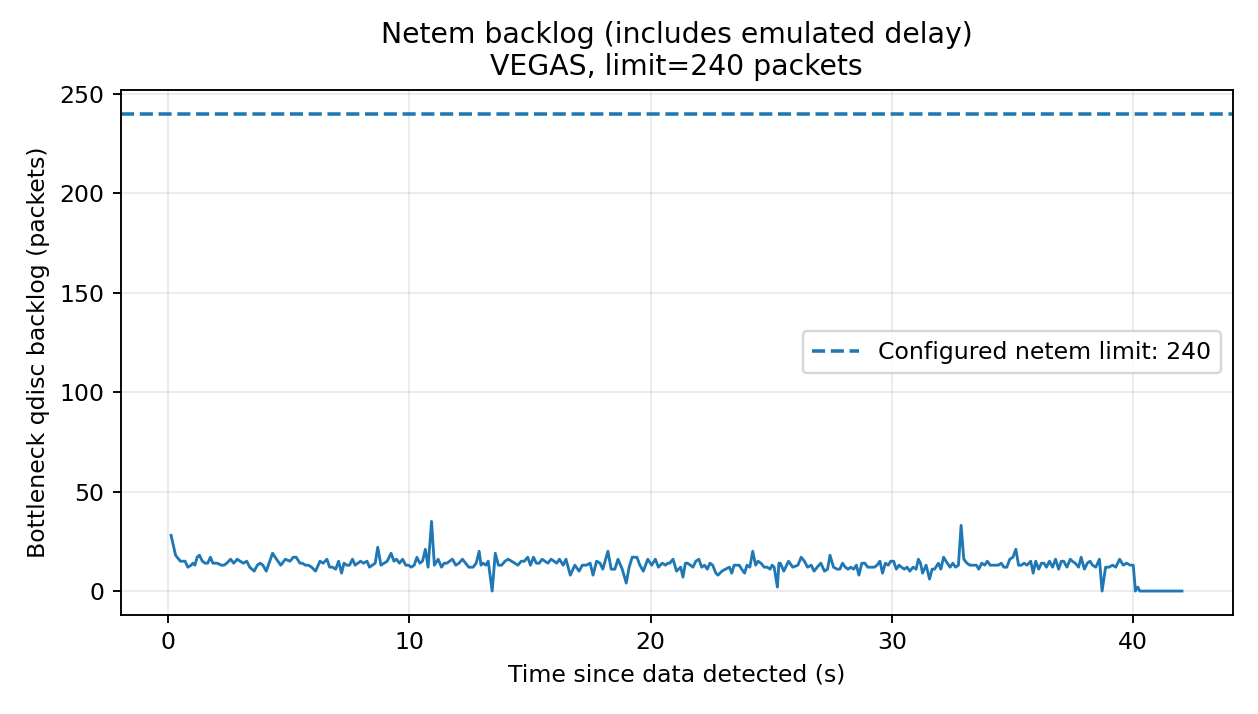 Netem backlog (includes emulated delay)
VEGAS, limit=240 packets
Bottleneck qdisc backlog (packets)
250
200
150
100
50
0
Configured netem limit: 240
0
10
20
30
40
Time since data detected (s)